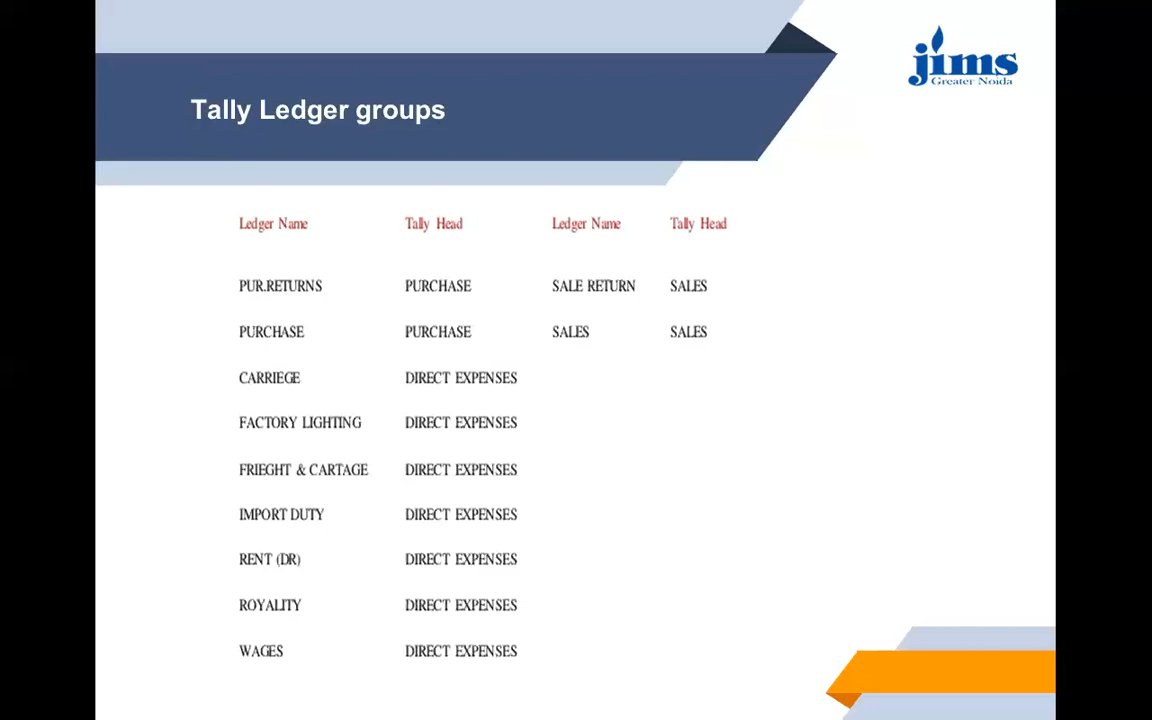 jims
Greater Noida
Tally Ledger groups
Ledger Name Tally Head Ledger Name Tally Head
PUR.RETURNS PURCHASE SALE RETURN SALES
PURCHASE PURCHASE SALES SALES
CARRIEGE DIRECT EXPENSES
FACTORY LIGHTING DIRECT EXPENSES
FRIEGHT & CARTAGE DIRECT EXPENSES
IMPORT DUTY DIRECT EXPENSES
RENT (DR) DIRECT EXPENSES
ROYALITY DIRECT EXPENSES
WAGES DIRECT EXPENSES